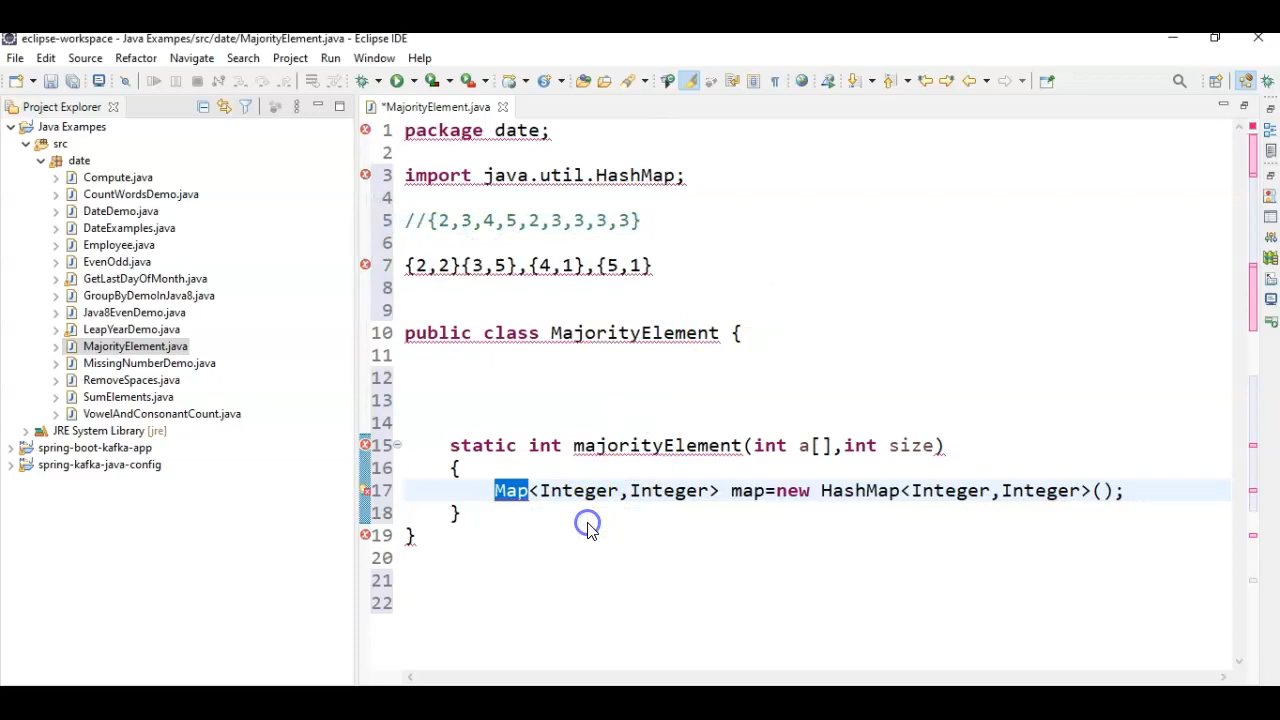 eclipse-workspace - Java Exampes/src/date/MajorityElement.java - Eclipse IDE
File Edit Source Refactor Navigate Search Project Run Window Help
Project Explorer
*MajorityElement.java
Java Exampes
src
date
Compute.java
CountWordsDemo.java
DateDemo.java
DateExamples.java
Employee.java
EvenOdd.java
GetLastDayOfMonth.java
GroupByDemoInJava8.java
Java8EvenDemo.java
LeapYearDemo.java
MajorityElement.java
MissingNumberDemo.java
RemoveSpaces.java
SumElements.java
VowelAndConsonantCount.java
JRE System Library [jre]
spring-boot-kafka-app
spring-kafka-java-config
1 package date;
2
3 import java.util.HashMap;
4
5 //{2,3,4,5,2,3,3,3,3}
6
7 {2,2}{3,5},{4,1},{5,1}
8
9
10 public class MajorityElement {
11
12
13
14
15 static int majorityElement(int a[],int size)
16 {
17 Map<Integer,Integer> map=new HashMap<Integer,Integer>();
18 }
19 }
20
21
22